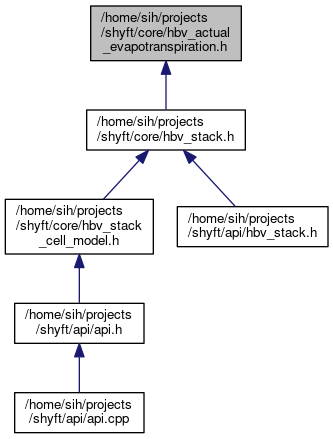 /home/sih/projects
/shyft/core/hbv_actual
_evapotranspiration.h
/home/sih/projects
/shyft/core/hbv_stack.h
/home/sih/projects
/shyft/core/hbv_stack
_cell_model.h
/home/sih/projects
/shyft/api/hbv_stack.h
/home/sih/projects
/shyft/api/api.h
/home/sih/projects
/shyft/api/api.cpp